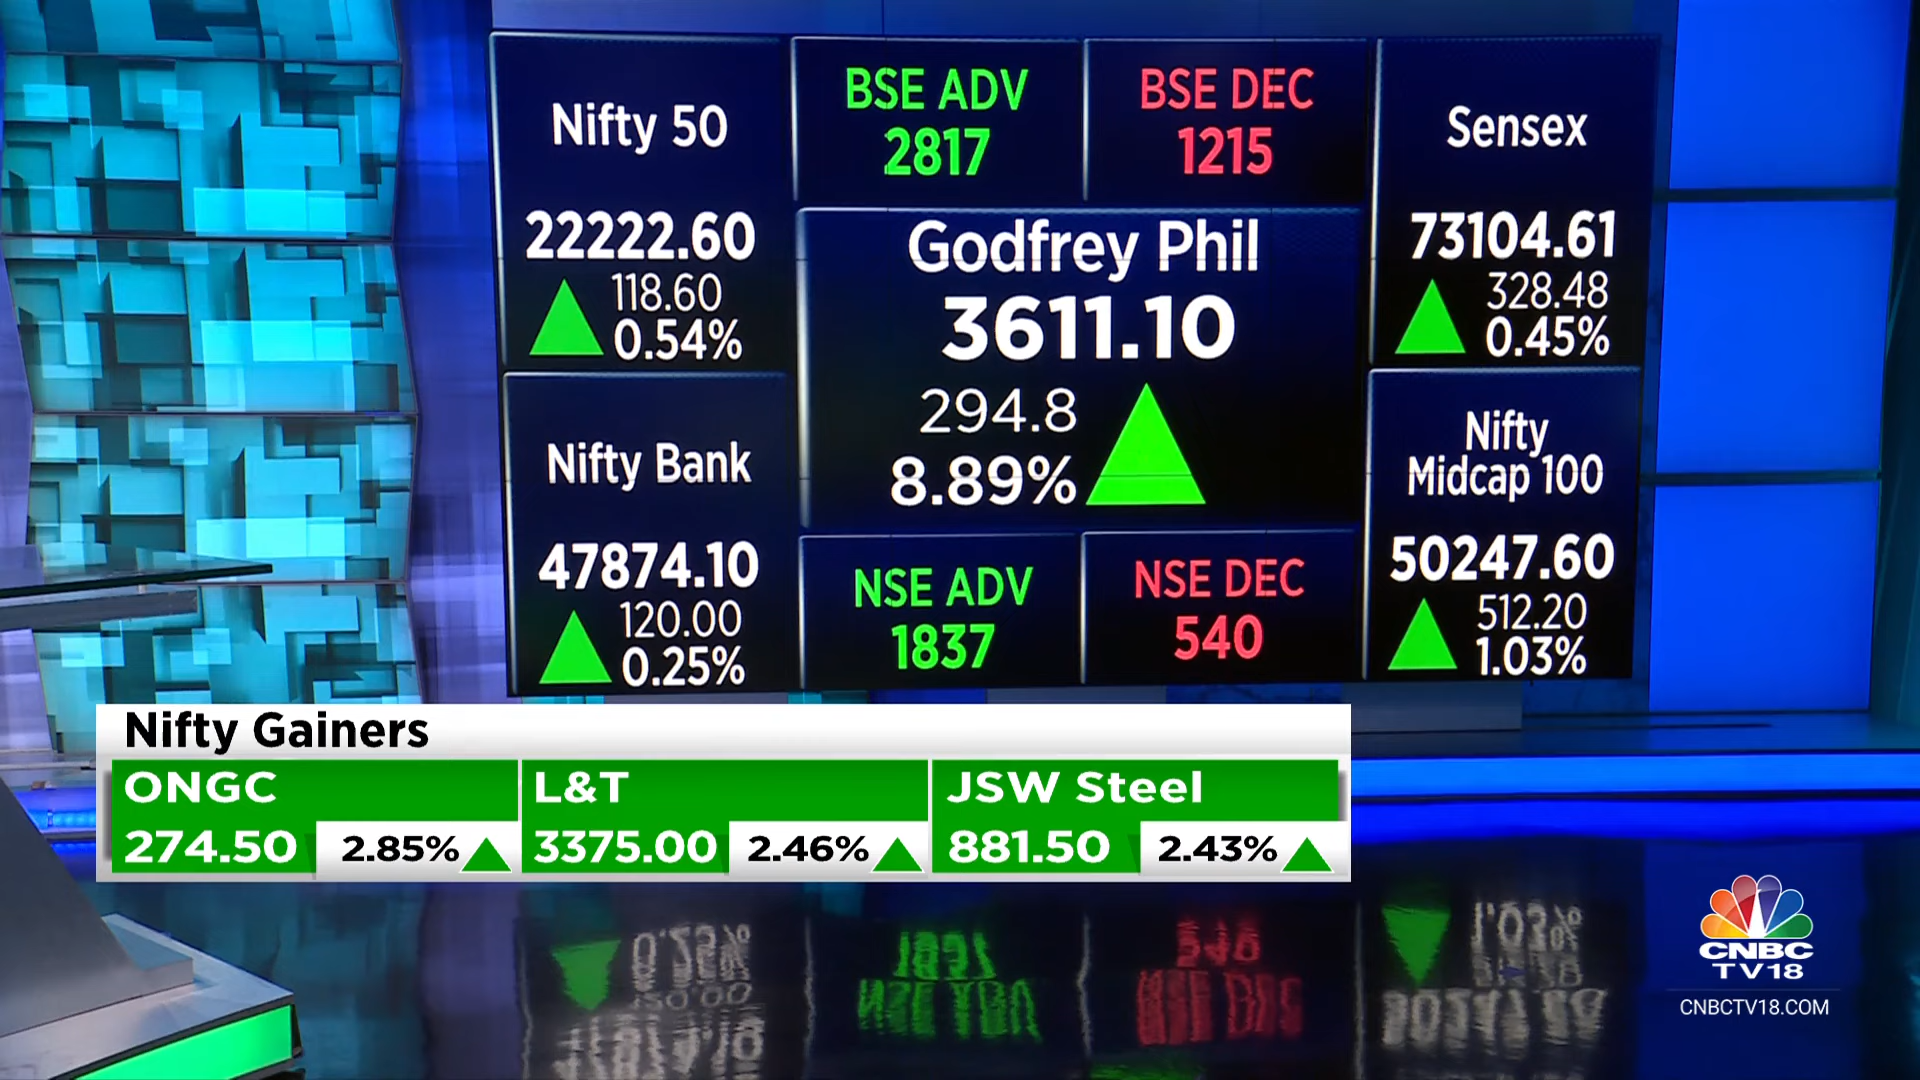 Nifty 50
22222.60
118.60
0.54%
BSE ADV
2817
BSE DEC
1215
Sensex
73104.61
328.48
0.45%
Godfrey Phil
3611.10
294.8
8.89%
Nifty Bank
47874.10
120.00
0.25%
NSE ADV
1837
NSE DEC
540
Nifty
Midcap 100
50247.60
512.20
1.03%
Nifty Gainers
ONGC
274.50 2.85%
L&T
3375.00 2.46%
JSW Steel
881.50 2.43%
CNBC
TV18
CNBCTV18.COM